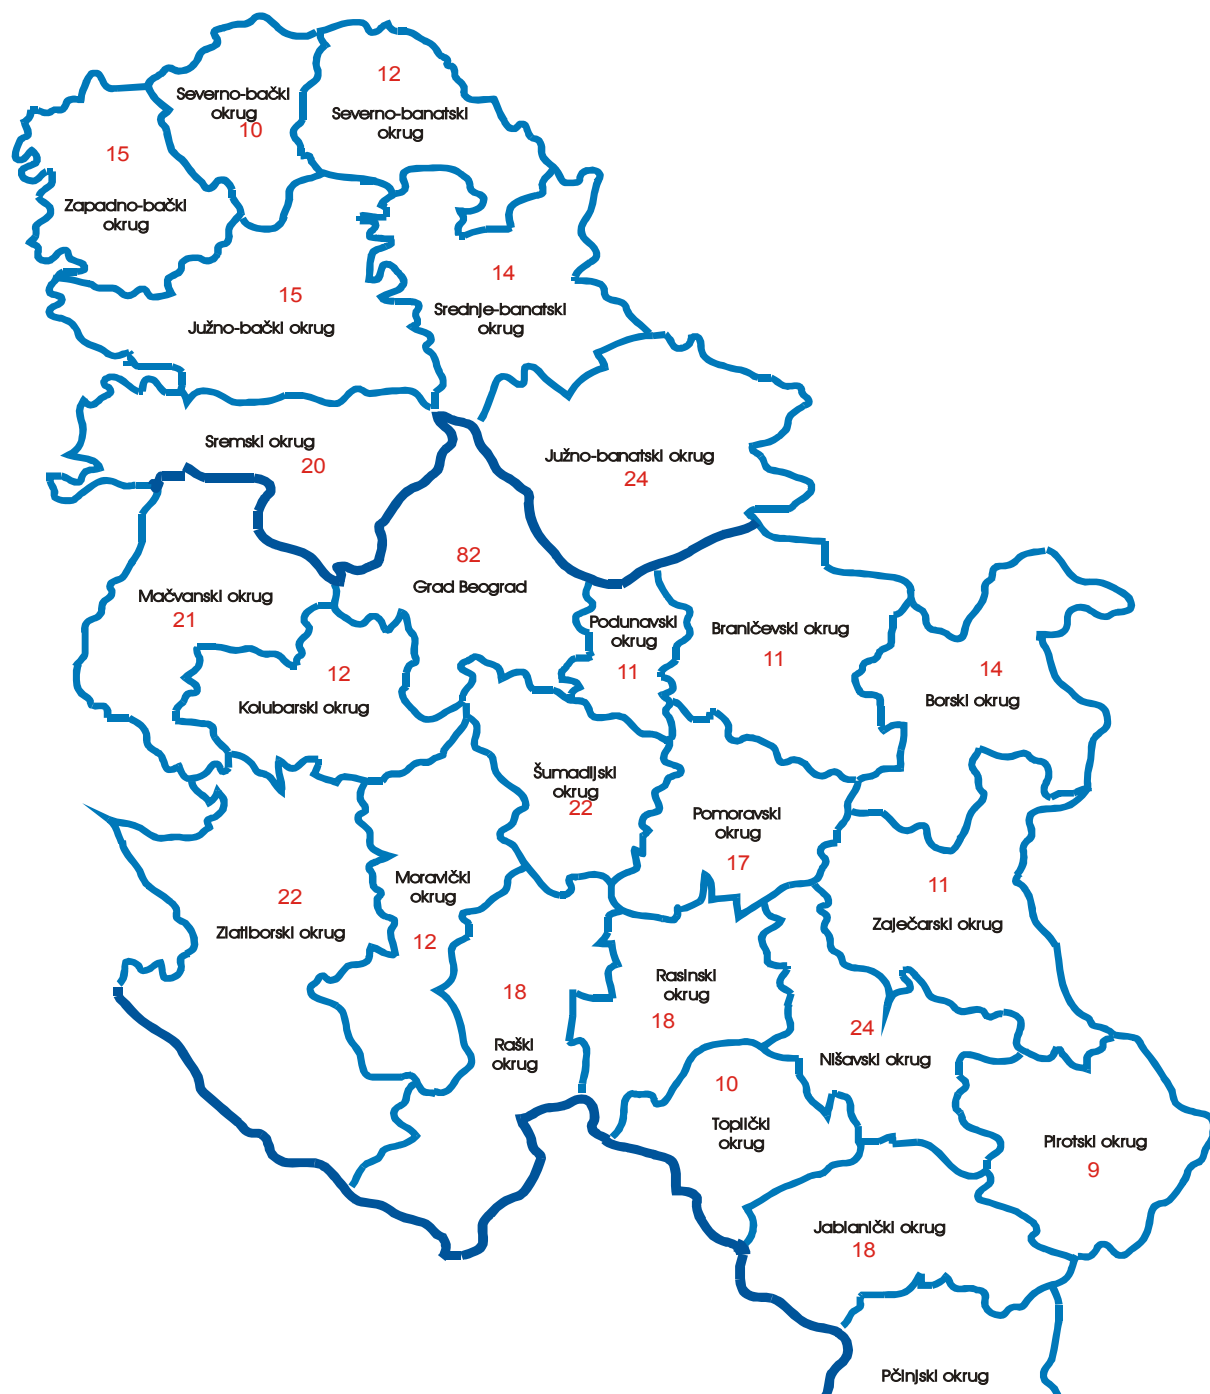 12
Severno-bački
okrug
10
Severno-banatski
okrug
15
Zapadno-bački
okrug
14
Srednje-banatski
okrug
15
Južno-bački okrug
Sremski okrug
20
Južno-banatski okrug
24
82
Grad Beograd
Mačvanski okrug
21
Podunavski
okrug
11
Braničevski okrug
11
12
Kolubarski okrug
14
Borski okrug
Šumadijski
okrug
22
Pomoravski
okrug
17
22
Zlatiborski okrug
Moravički
okrug
12
11
Zaječarski okrug
18
Raški
okrug
Rasinski
okrug
18
24
Nišavski okrug
10
Toplički
okrug
Pirotski okrug
9
Jablanički okrug
18
Pčinjski okrug